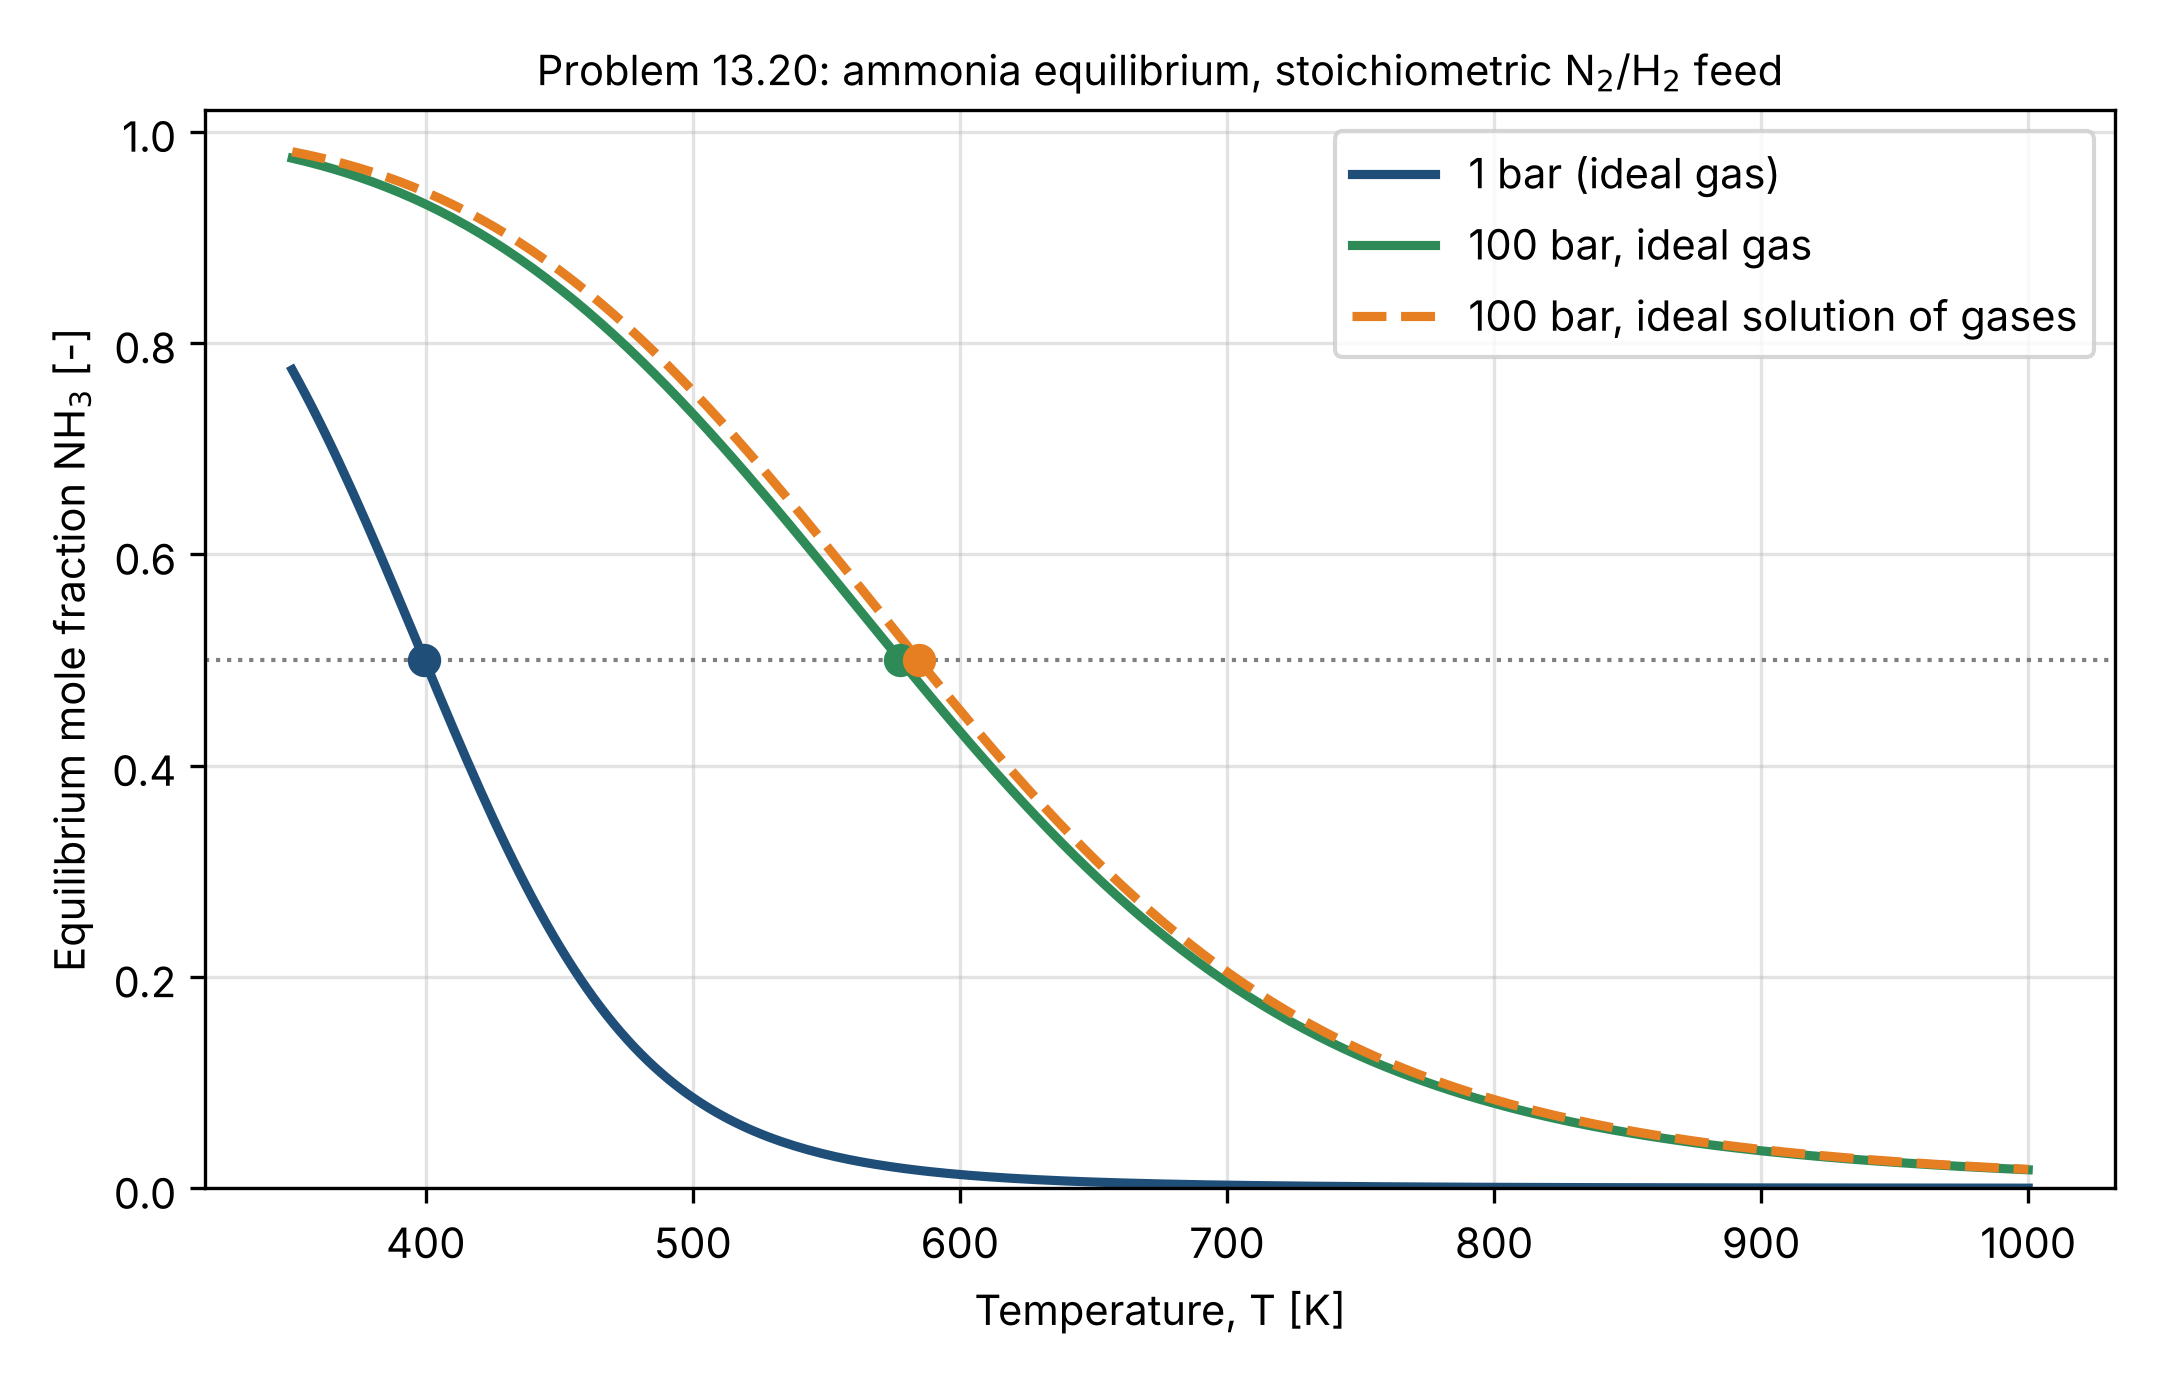 Problem 13.20: ammonia equilibrium, stoichiometric N₂/H₂ feed
1 bar (ideal gas)
100 bar, ideal gas
100 bar, ideal solution of gases
Equilibrium mole fraction NH₃ [-]
1.0
0.8
0.6
0.4
0.2
0.0
400 500 600 700 800 900 1000
Temperature, T [K]